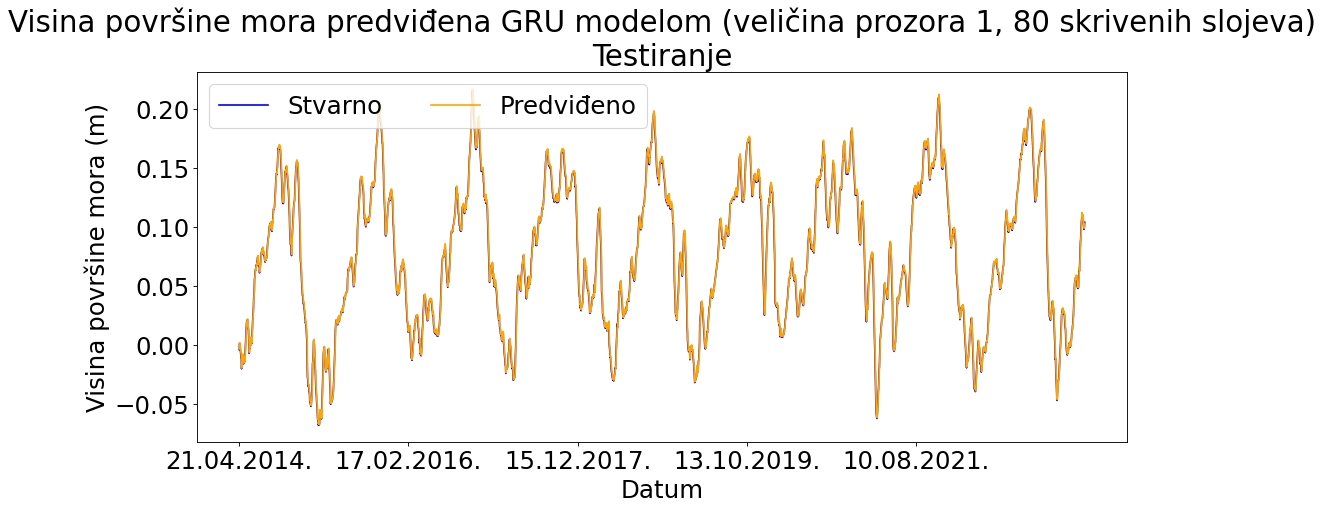 Visina površine mora predviđena GRU modelom (veličina prozora 1, 80 skrivenih slojeva)
Testiranje
Stvarno
Predviđeno
Visina površine mora (m)
0.20
0.15
0.10
0.05
0.00
−0.05
21.04.2014.
17.02.2016.
15.12.2017.
13.10.2019.
10.08.2021.
Datum